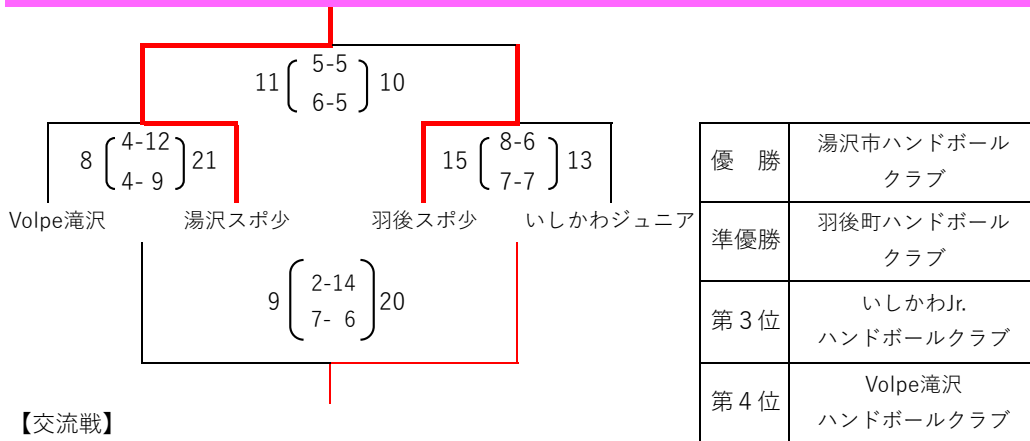 11 5-5 10
6-5
8 4-12 21
4- 9
15 8-6 13
7-7
Volpe滝沢 湯沢スポ少 羽後スポ少 いしかわジュニア
9 2-14 20
7- 6
【交流戦】
優　勝 湯沢市ハンドボール
クラブ
準優勝 羽後町ハンドボール
クラブ
第３位 いしかわJr.
ハンドボールクラブ
第４位 Volpe滝沢
ハンドボールクラブ